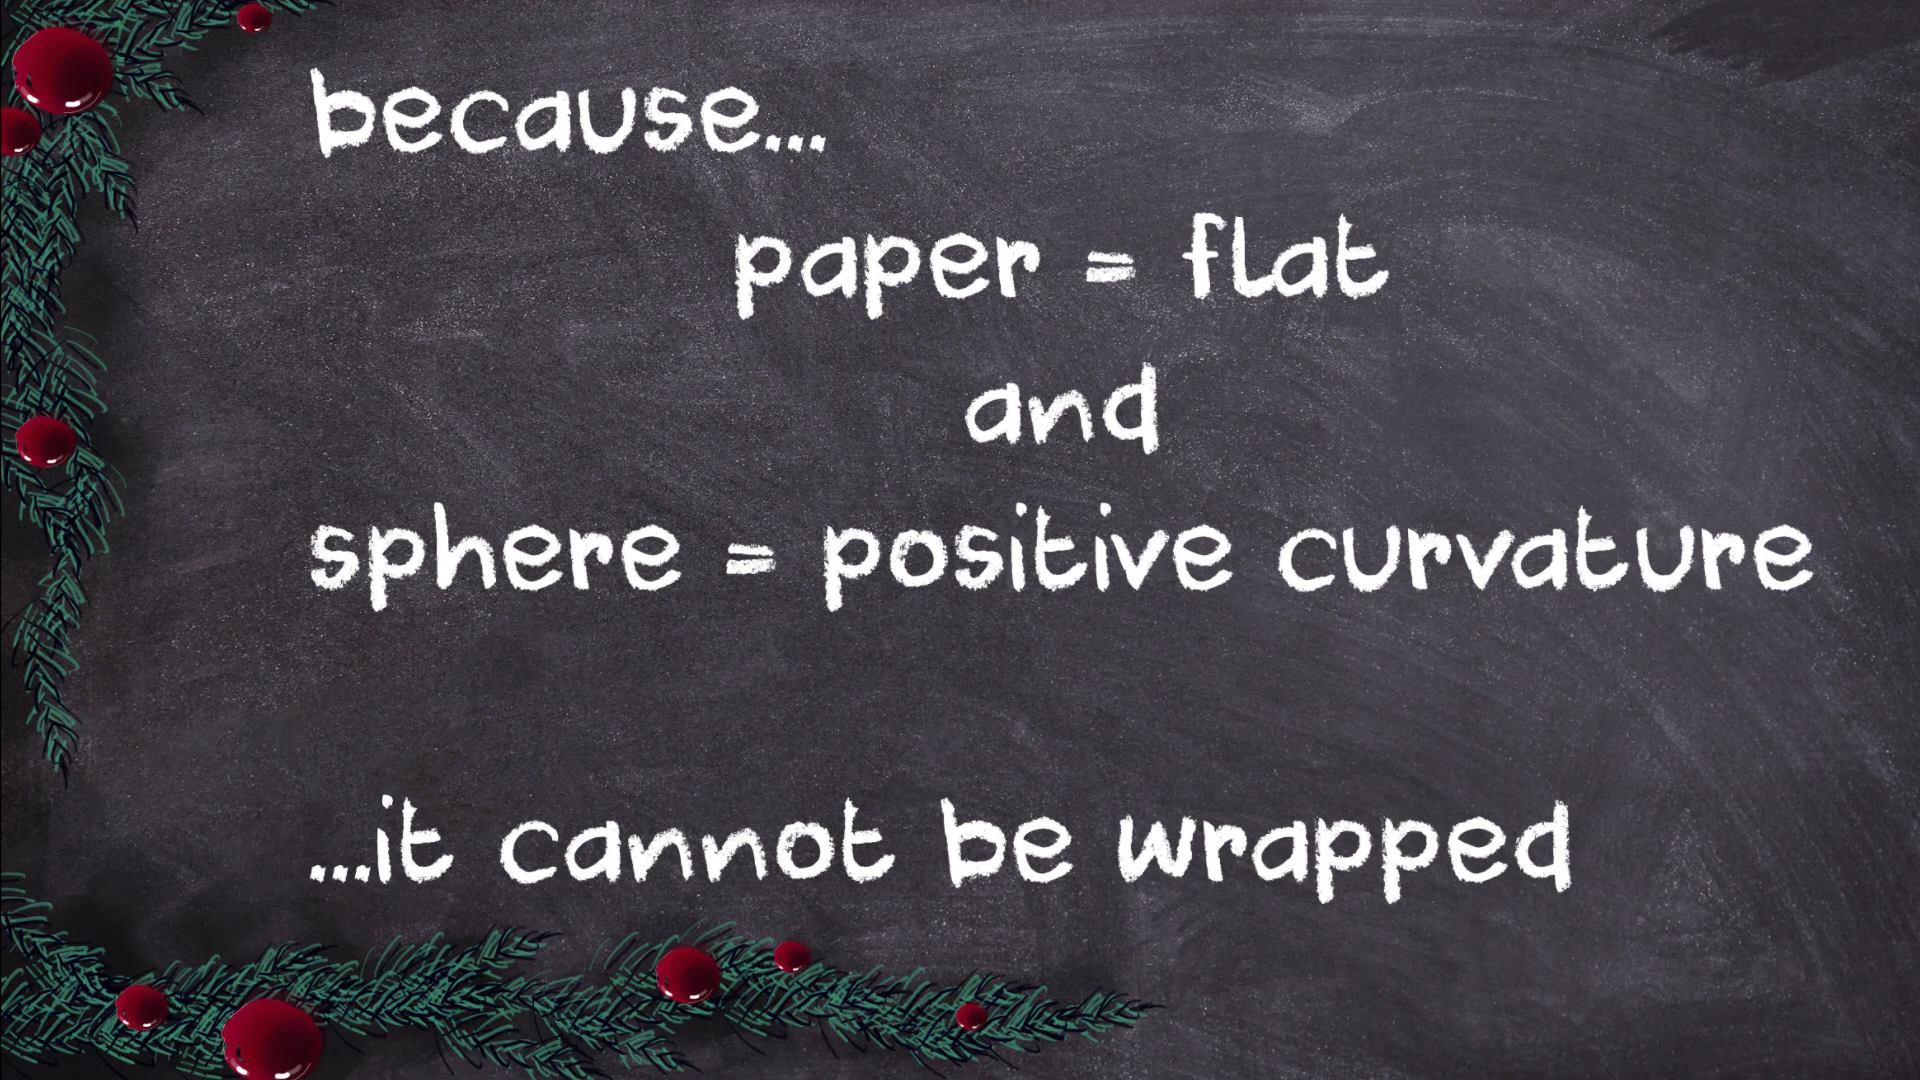 because...
paper = flat
and
sphere = positive curvature
...it cannot be wrapped